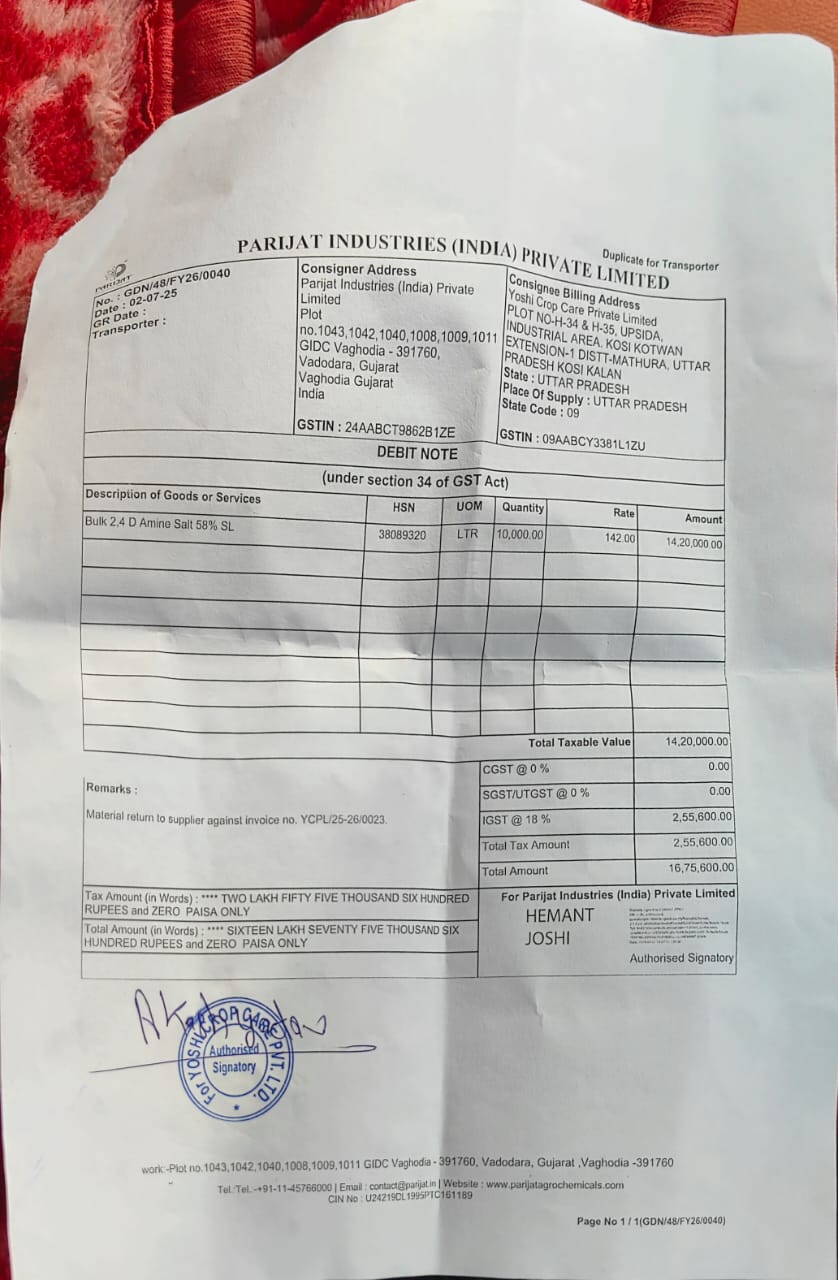 PARIJAT INDUSTRIES (INDIA) PRIVATE LIMITED
Duplicate for Transporter
PARIJAT
No. : GDN/48/FY26/0040
Date : 02-07-25
GR Date :
Transporter :
Consigner Address
Parijat Industries (India) Private
Limited
Plot
no.1043,1042,1040,1008,1009,1011
GIDC Vaghodia - 391760,
Vadodara, Gujarat
Vaghodia Gujarat
India
GSTIN : 24AABCT9862B1ZE
Consignee Billing Address
Yoshi Crop Care Private Limited
PLOT NO-H-34 & H-35, UPSIDA,
INDUSTRIAL AREA, KOSI KOTWAN
EXTENSION-1 DISTT-MATHURA, UTTAR
PRADESH KOSI KALAN
State : UTTAR PRADESH
Place Of Supply : UTTAR PRADESH
State Code : 09
GSTIN : 09AABCY3381L1ZU
DEBIT NOTE
(under section 34 of GST Act)
Description of Goods or Services HSN UOM Quantity Rate Amount
Bulk 2,4 D Amine Salt 58% SL 38089320 LTR 10,000.00 142.00 14,20,000.00
Total Taxable Value 14,20,000.00
CGST @ 0 % 0.00
SGST/UTGST @ 0 % 0.00
IGST @ 18 % 2,55,600.00
Total Tax Amount 2,55,600.00
Total Amount 16,75,600.00
Remarks :
Material return to supplier against invoice no. YCPL/25-26/0023.
Tax Amount (in Words) : **** TWO LAKH FIFTY FIVE THOUSAND SIX HUNDRED
RUPEES and ZERO PAISA ONLY
Total Amount (in Words) : **** SIXTEEN LAKH SEVENTY FIVE THOUSAND SIX
HUNDRED RUPEES and ZERO PAISA ONLY
For Parijat Industries (India) Private Limited
HEMANT
JOSHI
Authorised Signatory
For YOSHI CROP CARE PVT. LTD.
Authorised
Signatory
work:-Plot no.1043,1042,1040,1008,1009,1011 GIDC Vaghodia - 391760, Vadodara, Gujarat ,Vaghodia -391760
Tel.:Tel.:-+91-11-45766000 | Email : contact@parijat.in | Website : www.parijatagrochemicals.com
CIN No : U24219DL1995PTC161189
Page No 1 / 1(GDN/48/FY26/0040)